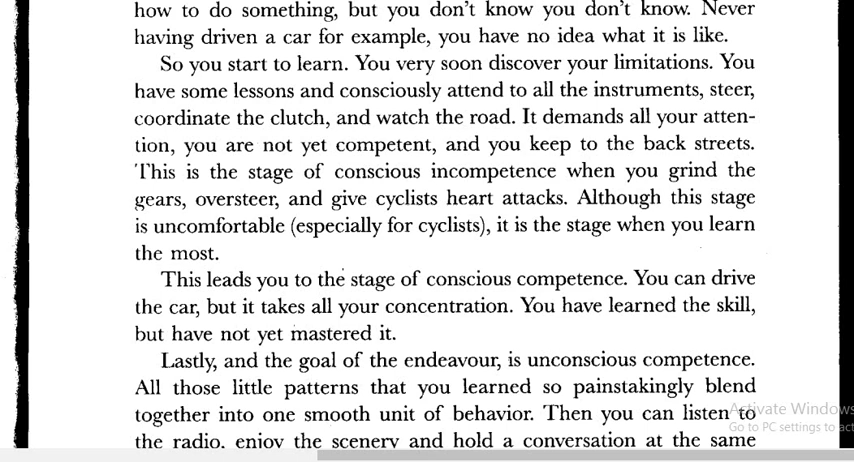 how to do something, but you don't know you don't know. Never
having driven a car for example, you have no idea what it is like.
So you start to learn. You very soon discover your limitations. You
have some lessons and consciously attend to all the instruments, steer,
coordinate the clutch, and watch the road. It demands all your atten-
tion, you are not yet competent, and you keep to the back streets.
This is the stage of conscious incompetence when you grind the
gears, oversteer, and give cyclists heart attacks. Although this stage
is uncomfortable (especially for cyclists), it is the stage when you learn
the most.
This leads you to the stage of conscious competence. You can drive
the car, but it takes all your concentration. You have learned the skill,
but have not yet mastered it.
Lastly, and the goal of the endeavour, is unconscious competence.
All those little patterns that you learned so painstakingly blend
together into one smooth unit of behavior. Then you can listen to
the radio, enjoy the scenery and hold a conversation at the same
Activate Windows
Go to PC settings to act